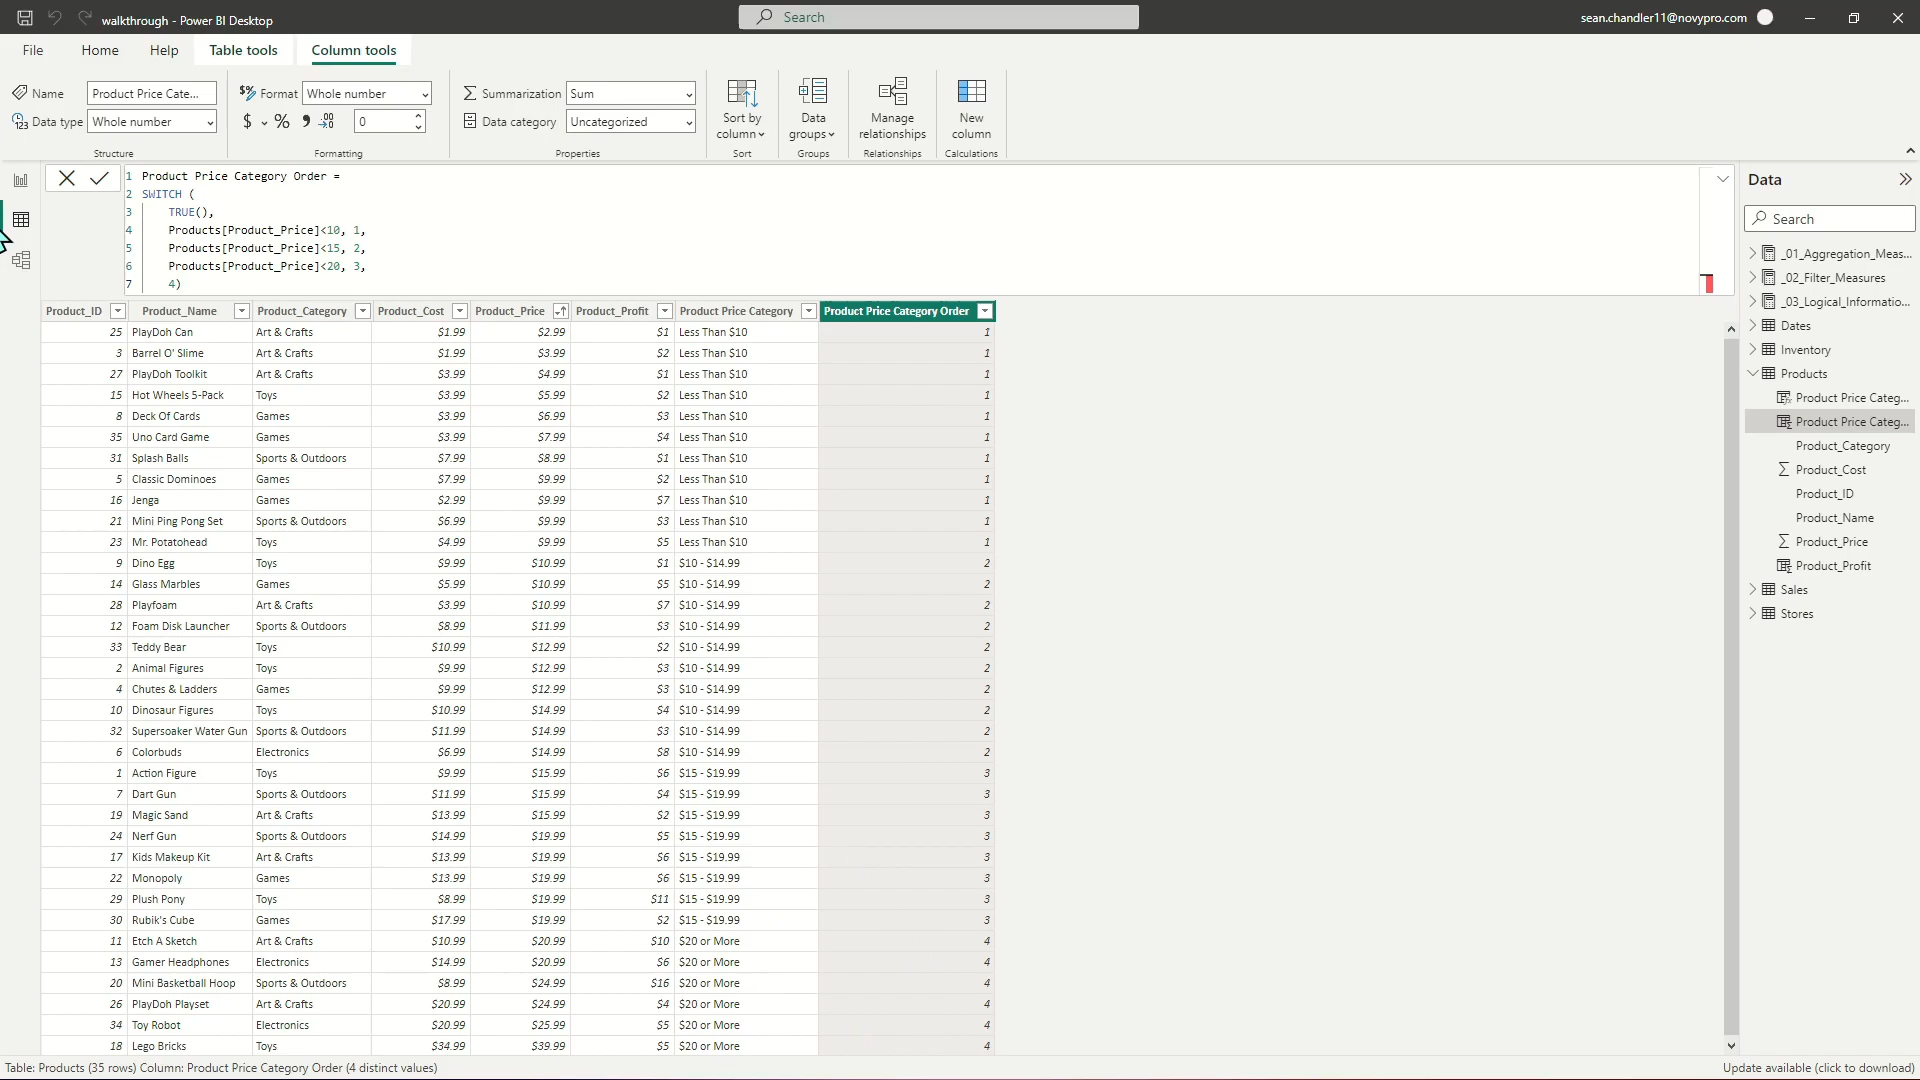 walkthrough - Power BI Desktop
Search
sean.chandler11@novypro.com
File Home Help Table tools Column tools
Name Product Price Cate...
Data type Whole number
Structure
Format Whole number
$ % 0
Formatting
Summarization Sum
Data category Uncategorized
Properties
Sort by column
Sort
Data groups
Groups
Manage relationships
Relationships
New column
Calculations
1 Product Price Category Order =
2 SWITCH (
3 TRUE(),
4 Products[Product_Price]<10, 1,
5 Products[Product_Price]<15, 2,
6 Products[Product_Price]<20, 3,
7 4)
Product_ID Product_Name Product_Category Product_Cost Product_Price Product_Profit Product Price Category Product Price Category Order
25 PlayDoh Can Art & Crafts $1.99 $2.99 $1 Less Than $10 1
3 Barrel O' Slime Art & Crafts $1.99 $3.99 $2 Less Than $10 1
27 PlayDoh Toolkit Art & Crafts $3.99 $4.99 $1 Less Than $10 1
15 Hot Wheels 5-Pack Toys $3.99 $5.99 $2 Less Than $10 1
8 Deck Of Cards Games $3.99 $6.99 $3 Less Than $10 1
35 Uno Card Game Games $3.99 $7.99 $4 Less Than $10 1
31 Splash Balls Sports & Outdoors $7.99 $8.99 $1 Less Than $10 1
5 Classic Dominoes Games $7.99 $9.99 $2 Less Than $10 1
16 Jenga Games $2.99 $9.99 $7 Less Than $10 1
21 Mini Ping Pong Set Sports & Outdoors $6.99 $9.99 $3 Less Than $10 1
23 Mr. Potatohead Toys $4.99 $9.99 $5 Less Than $10 1
9 Dino Egg Toys $9.99 $10.99 $1 $10 - $14.99 2
14 Glass Marbles Games $5.99 $10.99 $5 $10 - $14.99 2
28 Playfoam Art & Crafts $3.99 $10.99 $7 $10 - $14.99 2
12 Foam Disk Launcher Sports & Outdoors $8.99 $11.99 $3 $10 - $14.99 2
33 Teddy Bear Toys $10.99 $12.99 $2 $10 - $14.99 2
2 Animal Figures Toys $9.99 $12.99 $3 $10 - $14.99 2
4 Chutes & Ladders Games $9.99 $12.99 $3 $10 - $14.99 2
10 Dinosaur Figures Toys $10.99 $14.99 $4 $10 - $14.99 2
32 Supersoaker Water Gun Sports & Outdoors $11.99 $14.99 $3 $10 - $14.99 2
6 Colorbuds Electronics $6.99 $14.99 $8 $10 - $14.99 2
1 Action Figure Toys $9.99 $15.99 $6 $15 - $19.99 3
7 Dart Gun Sports & Outdoors $11.99 $15.99 $4 $15 - $19.99 3
19 Magic Sand Art & Crafts $13.99 $15.99 $2 $15 - $19.99 3
24 Nerf Gun Sports & Outdoors $14.99 $19.99 $5 $15 - $19.99 3
17 Kids Makeup Kit Art & Crafts $13.99 $19.99 $6 $15 - $19.99 3
22 Monopoly Games $13.99 $19.99 $6 $15 - $19.99 3
29 Plush Pony Toys $8.99 $19.99 $11 $15 - $19.99 3
30 Rubik's Cube Games $17.99 $19.99 $2 $15 - $19.99 3
11 Etch A Sketch Art & Crafts $10.99 $20.99 $10 $20 or More 4
13 Gamer Headphones Electronics $14.99 $20.99 $6 $20 or More 4
20 Mini Basketball Hoop Sports & Outdoors $8.99 $24.99 $16 $20 or More 4
26 PlayDoh Playset Art & Crafts $20.99 $24.99 $4 $20 or More 4
34 Toy Robot Electronics $20.99 $25.99 $5 $20 or More 4
18 Lego Bricks Toys $34.99 $39.99 $5 $20 or More 4
Data
Search
_01_Aggregation_Meas...
_02_Filter_Measures
_03_Logical_Informatio...
Dates
Inventory
Products
Product Price Categ...
Product Price Categ...
Product_Category
Product_Cost
Product_ID
Product_Name
Product_Price
Product_Profit
Sales
Stores
Table: Products (35 rows) Column: Product Price Category Order (4 distinct values)
Update available (click to download)